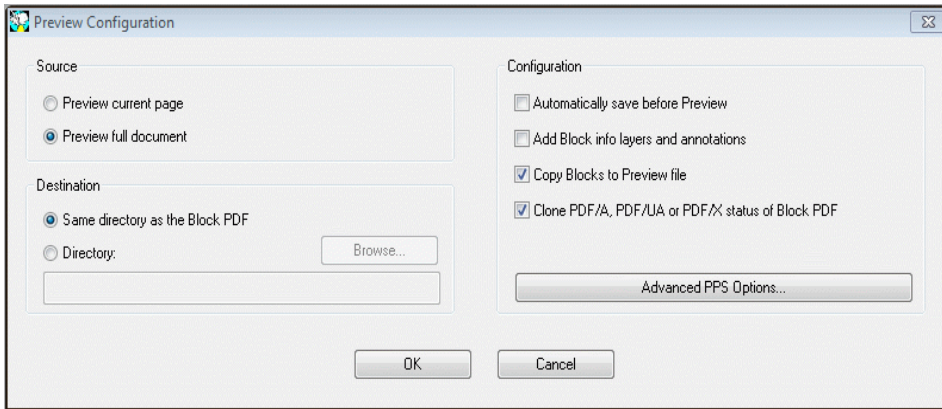 Preview Configuration
Source
Preview current page
Preview full document
Destination
Same directory as the Block PDF
Directory:
Browse...
Configuration
Automatically save before Preview
Add Block info layers and annotations
Copy Blocks to Preview file
Clone PDF/A, PDF/UA or PDF/X status of Block PDF
Advanced PPS Options...
OK
Cancel